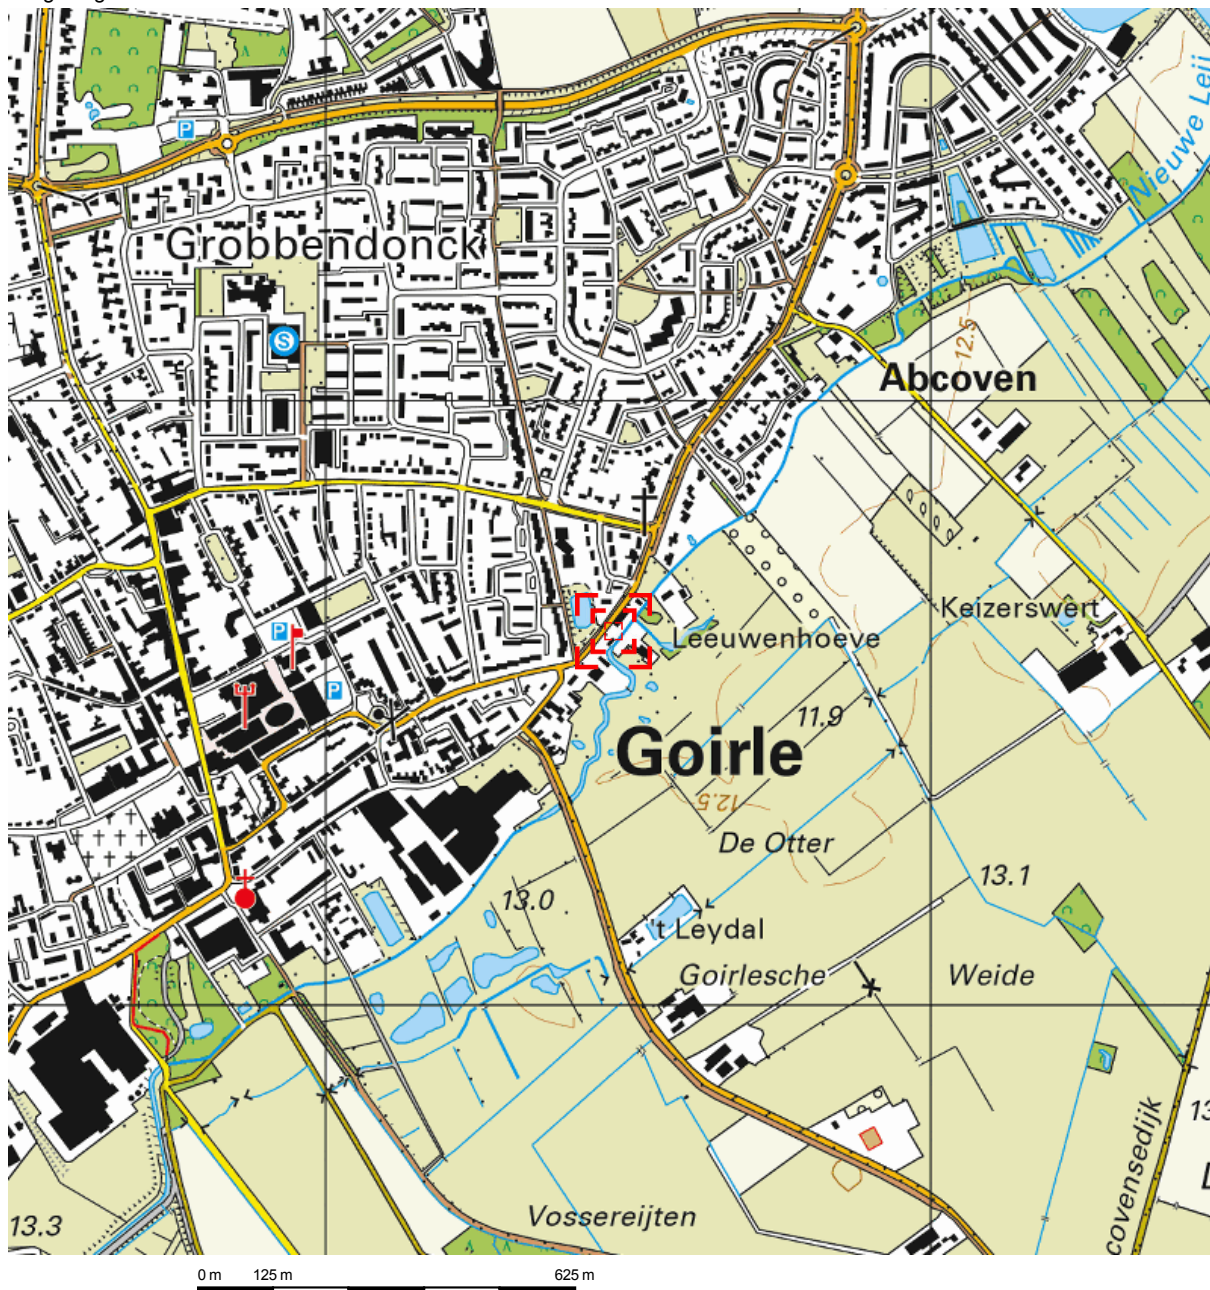 Nieuwe Leij
P
Grobbendonck
S
12.5
Abcoven
Keizerswert
P
Leeuwenhoeve
P
11.9
Goirle
12.5
De Otter
13.1
13.0
't Leydal
Goirlesche Weide
covensedijk
13.3
Vossereijten
0 m 125 m 625 m